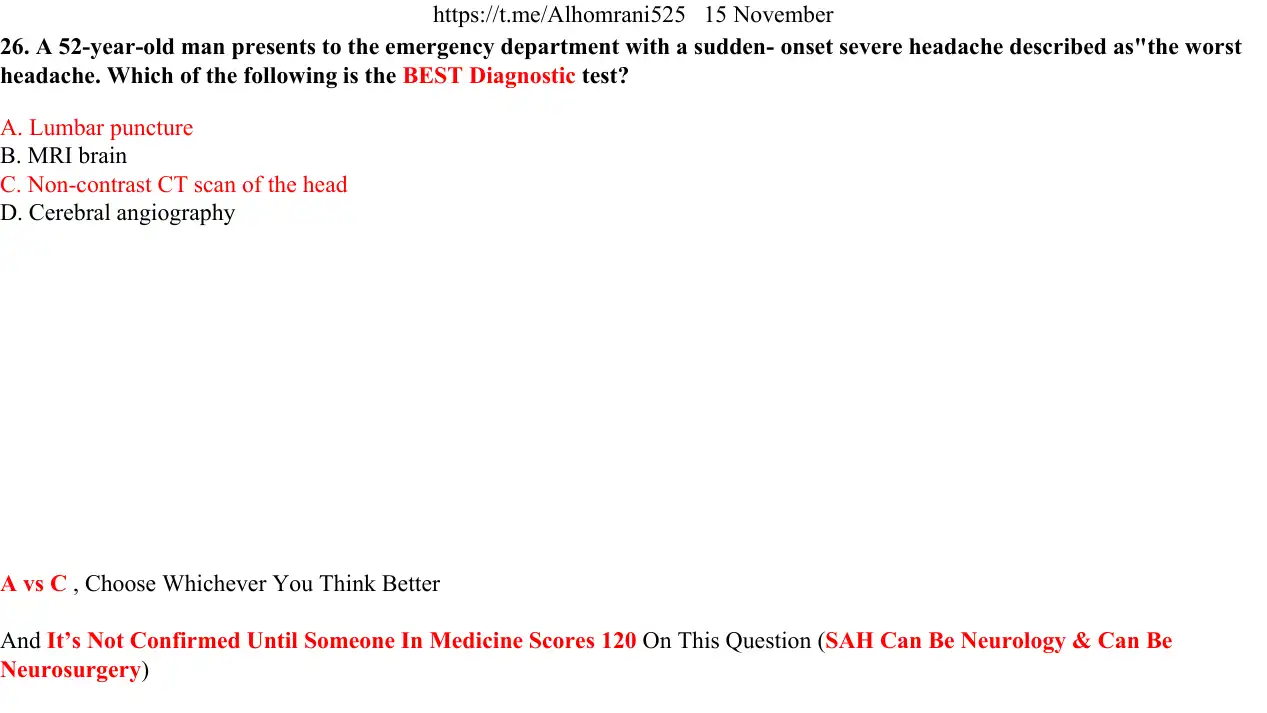 https://t.me/Alhomrani525 15 November
26. A 52-year-old man presents to the emergency department with a sudden- onset severe headache described as"the worst
headache. Which of the following is the BEST Diagnostic test?
A. Lumbar puncture
B. MRI brain
C. Non-contrast CT scan of the head
D. Cerebral angiography
A vs C , Choose Whichever You Think Better
And It’s Not Confirmed Until Someone In Medicine Scores 120 On This Question (SAH Can Be Neurology & Can Be
Neurosurgery)